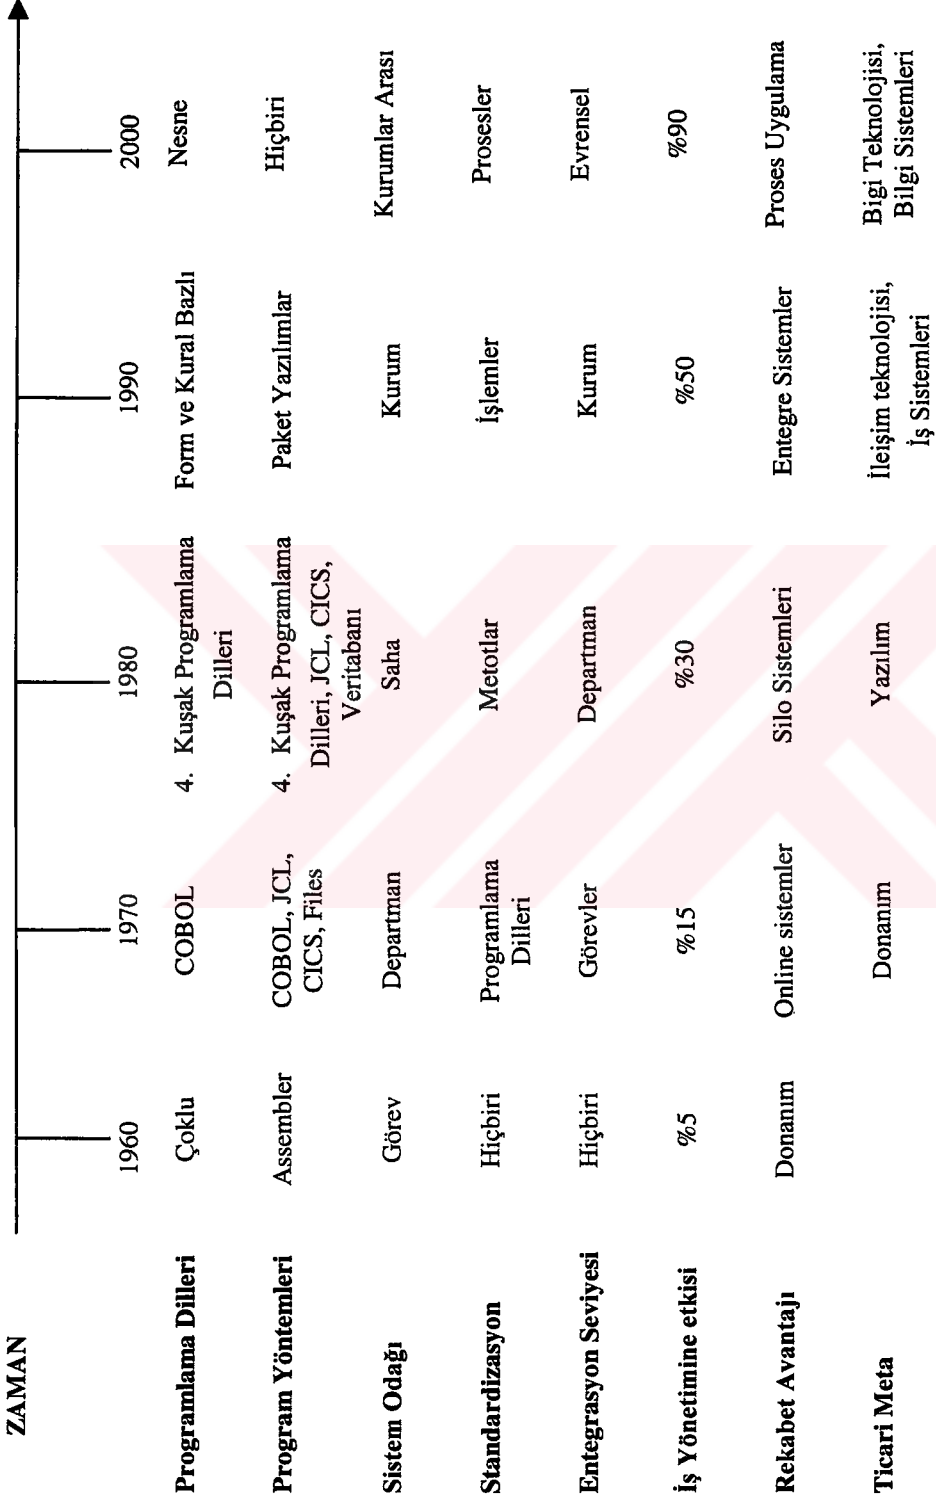 ZAMAN
1960 1970 1980 1990 2000
Programlama Dilleri Çoklu COBOL 4. Kuşak Programlama Form ve Kural Bazlı Nesne
Dilleri
Program Yöntemleri Assembler COBOL, JCL, 4. Kuşak Programlama Paket Yazılımlar Hiçbiri
CICS, Files Dilleri, JCL, CICS,
Veritabanı
Sistem Odağı Görev Departman Saha Kurum Kurumlar Arası
Standardizasyon Hiçbiri Programlama Metotlar İşlemler Prosesler
Dilleri
Entegrasyon Seviyesi Hiçbiri Görevler Departman Kurum Evrensel
İş Yönetimine etkisi %5 %15 %30 %50 %90
Rekabet Avantajı Donanım Online sistemler Silo Sistemleri Entegre Sistemler Proses Uygulama
Ticari Meta Donanım Yazılım İleişim teknolojisi, Bigi Teknolojisi,
İş Sistemleri Bilgi Sistemleri